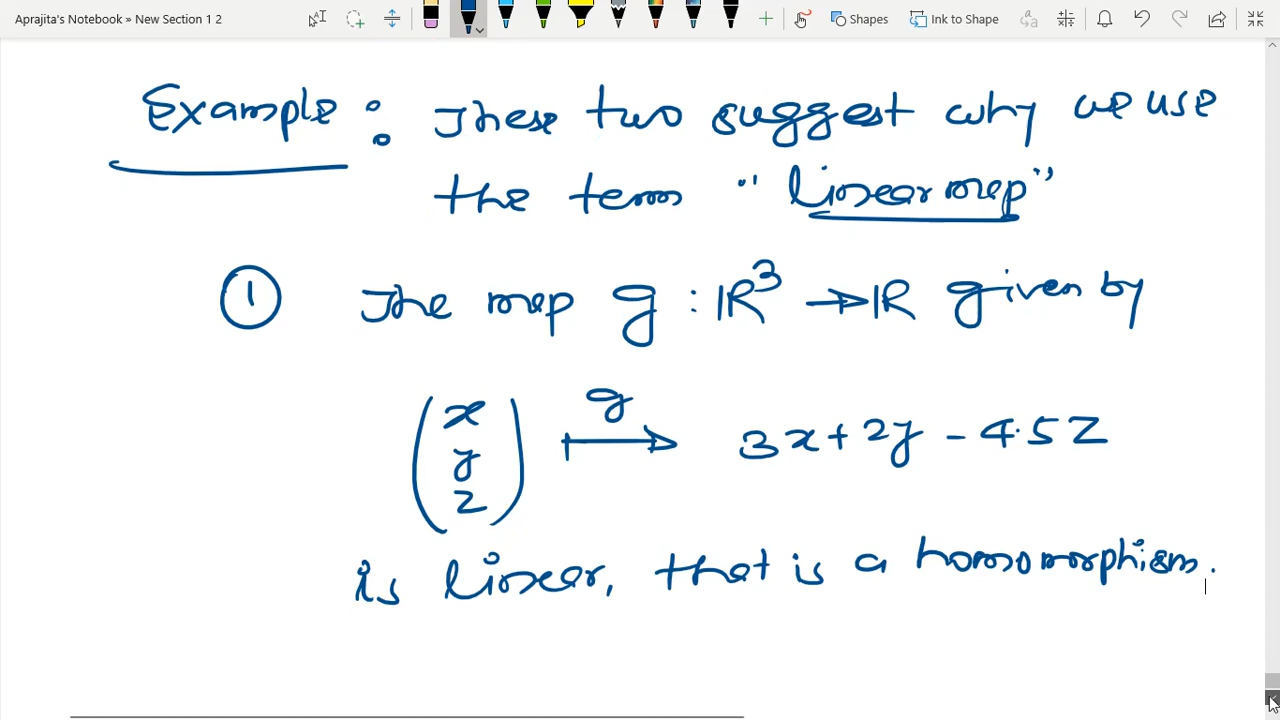 Aprajita's Notebook » New Section 1 2
Shapes
Ink to Shape
Example : These two suggest why we use
the term "linear map"
① The map g : ℝ³ → ℝ given by
g
(x y z) ↦ 3x + 2y - 4.5z
is linear, that is a homomorphism.